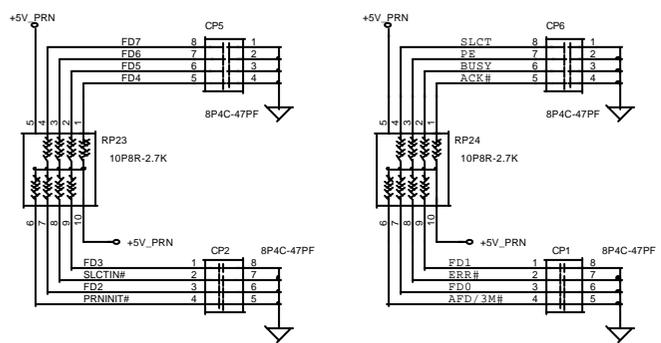 +5V_PRN
CP5
FD7 8 1
FD6 7 2
FD5 6 3
FD4 5 4
8P4C-47PF
5 4 3 2 1
RP23
10P8R-2.7K
6 7 8 9 10
+5V_PRN
CP2
8P4C-47PF
FD3 1 8
SLCTIN# 2 7
FD2 3 6
PRNINIT# 4 5
+5V_PRN
CP6
SLCT 8 1
PE 7 2
BUSY 6 3
ACK# 5 4
8P4C-47PF
5 4 3 2 1
RP24
10P8R-2.7K
6 7 8 9 10
+5V_PRN
CP1
8P4C-47PF
FD1 1 8
ERR# 2 7
FD0 3 6
AFD/3M# 4 5